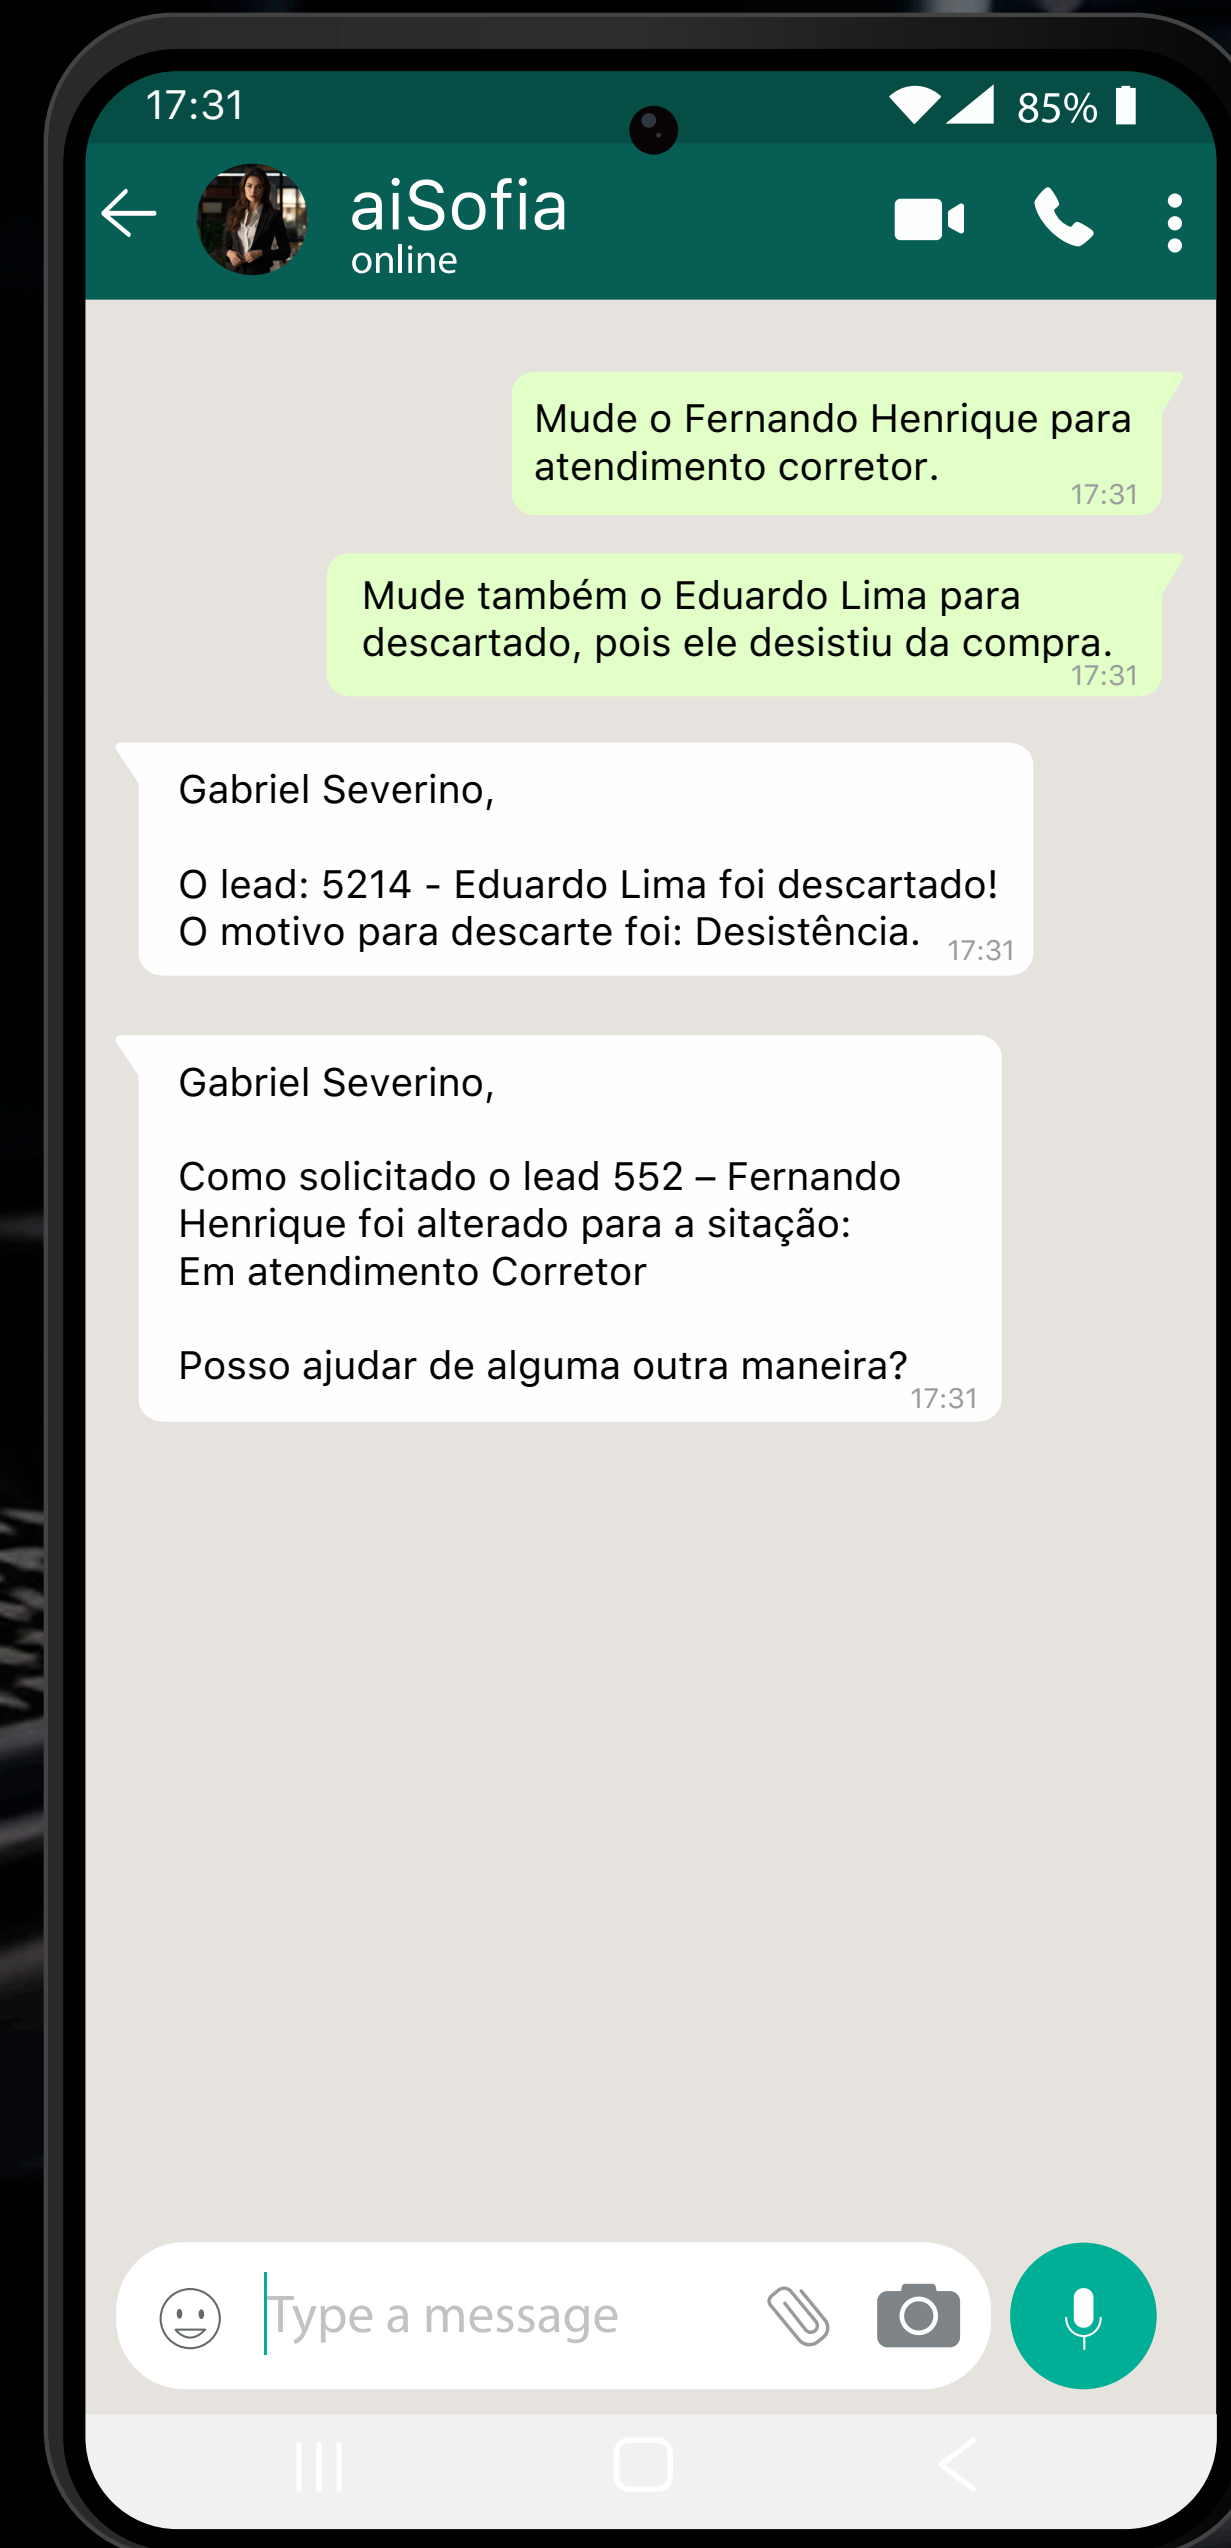 17:31
85%
aiSofia
online
Mude o Fernando Henrique para
atendimento corretor.
17:31
Mude também o Eduardo Lima para
descartado, pois ele desistiu da compra.
17:31
Gabriel Severino,
O lead: 5214 - Eduardo Lima foi descartado!
O motivo para descarte foi: Desistência.
17:31
Gabriel Severino,
Como solicitado o lead 552 – Fernando
Henrique foi alterado para a sitação:
Em atendimento Corretor
Posso ajudar de alguma outra maneira?
17:31
Type a message